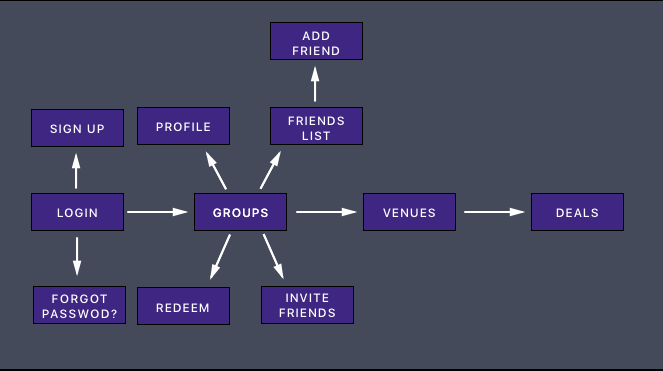 ADD
FRIEND
SIGN UP
PROFILE
FRIENDS
LIST
LOGIN
GROUPS
VENUES
DEALS
FORGOT
PASSWOD?
REDEEM
INVITE
FRIENDS